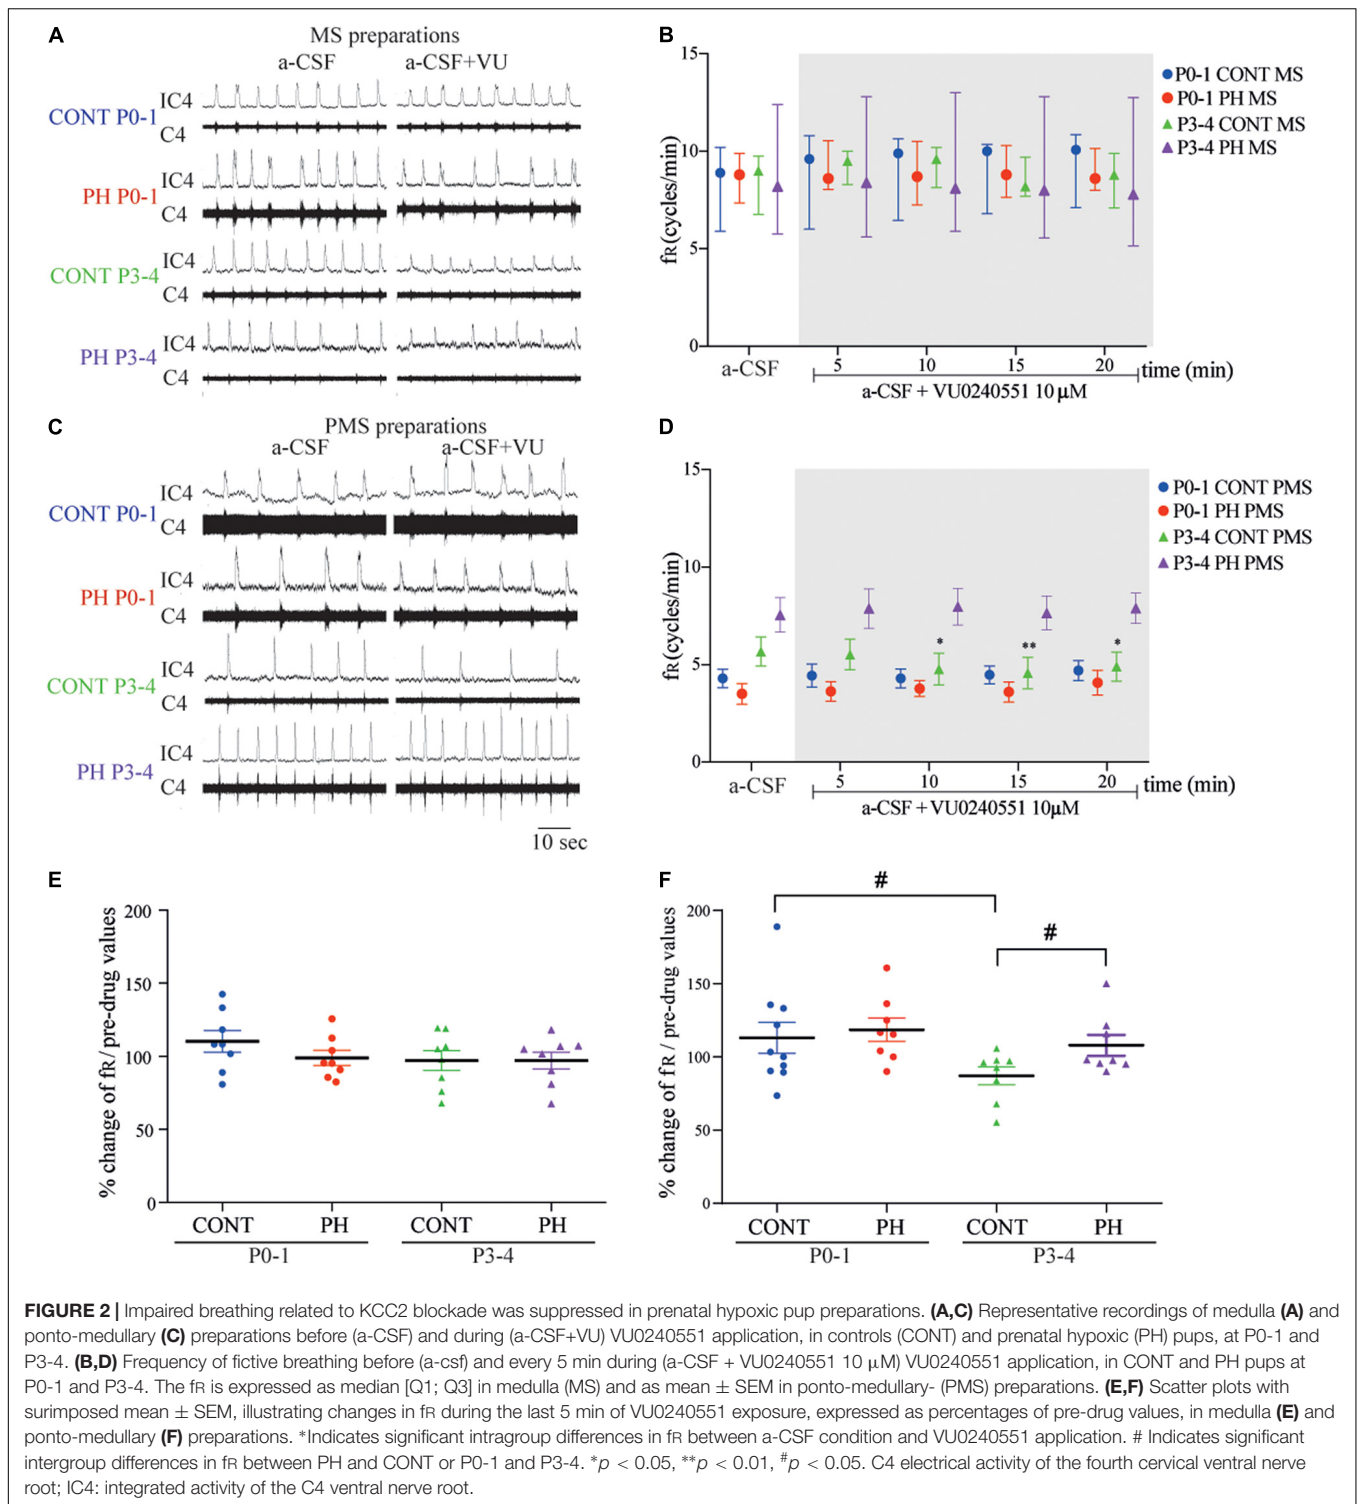 A
MS preparations
a-CSF a-CSF+VU
CONT P0-1
IC4
C4
PH P0-1
IC4
C4
CONT P3-4
IC4
C4
PH P3-4
IC4
C4
B
15
10
5
0
fR(cycles/min)
a-CSF
5 10 15 20
time (min)
a-CSF + VU0240551 10 µM
P0-1 CONT MS
P0-1 PH MS
P3-4 CONT MS
P3-4 PH MS
C
PMS preparations
a-CSF a-CSF+VU
CONT P0-1
IC4
C4
PH P0-1
IC4
C4
CONT P3-4
IC4
C4
PH P3-4
IC4
C4
10 sec
D
15
10
5
0
fR(cycles/min)
* ** *
a-CSF
5 10 15 20
time (min)
a-CSF + VU0240551 10µM
P0-1 CONT PMS
P0-1 PH PMS
P3-4 CONT PMS
P3-4 PH PMS
E
200
150
100
50
0
% change of fR / pre-drug values
CONT PH CONT PH
P0-1 P3-4
F
#
#
200
150
100
50
0
% change of fR / pre-drug values
CONT PH CONT PH
P0-1 P3-4
FIGURE 2 | Impaired breathing related to KCC2 blockade was suppressed in prenatal hypoxic pup preparations. (A,C) Representative recordings of medulla (A) and
ponto-medullary (C) preparations before (a-CSF) and during (a-CSF+VU) VU0240551 application, in controls (CONT) and prenatal hypoxic (PH) pups, at P0-1 and
P3-4. (B,D) Frequency of fictive breathing before (a-csf) and every 5 min during (a-CSF + VU0240551 10 µM) VU0240551 application, in CONT and PH pups at
P0-1 and P3-4. The fR is expressed as median [Q1; Q3] in medulla (MS) and as mean ± SEM in ponto-medullary- (PMS) preparations. (E,F) Scatter plots with
surimposed mean ± SEM, illustrating changes in fR during the last 5 min of VU0240551 exposure, expressed as percentages of pre-drug values, in medulla (E) and
ponto-medullary (F) preparations. *Indicates significant intragroup differences in fR between a-CSF condition and VU0240551 application. # Indicates significant
intergroup differences in fR between PH and CONT or P0-1 and P3-4. *p < 0.05, **p < 0.01, #p < 0.05. C4 electrical activity of the fourth cervical ventral nerve
root; IC4: integrated activity of the C4 ventral nerve root.